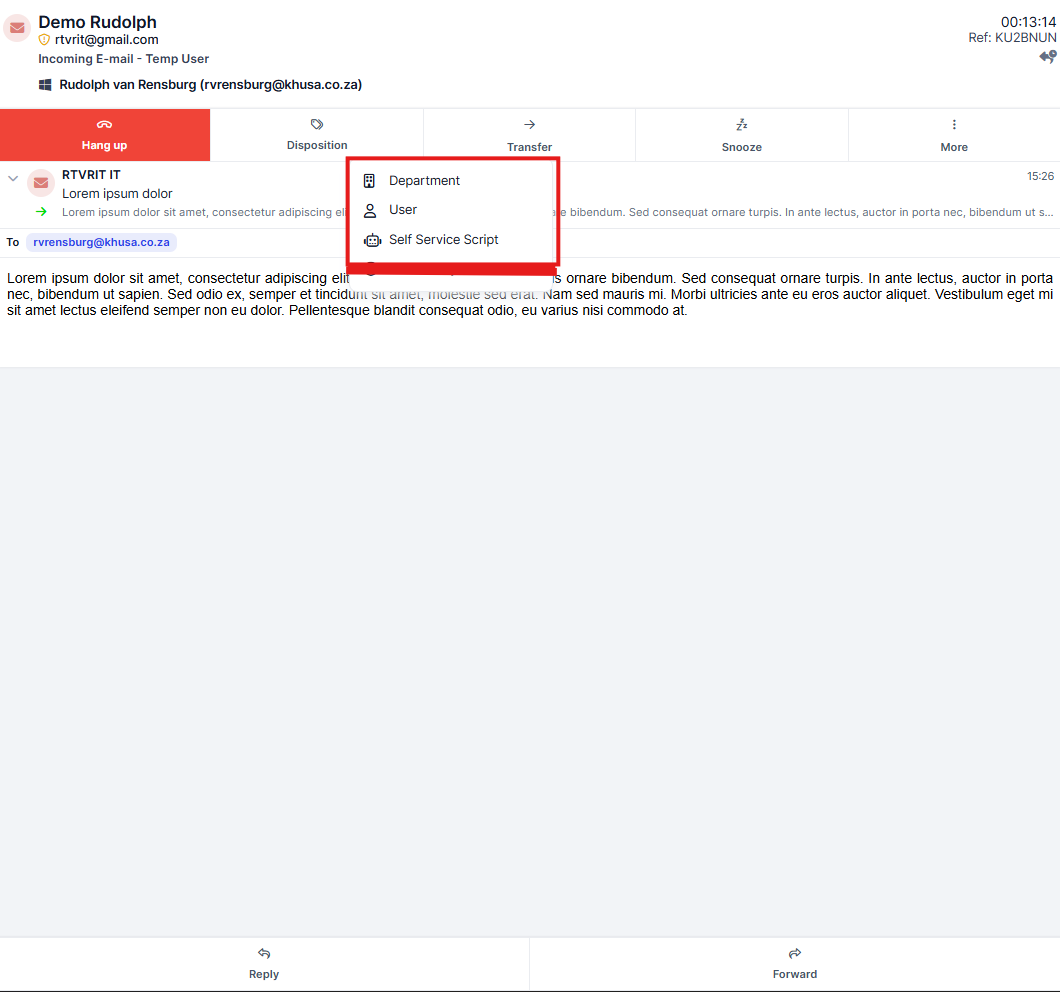 Demo Rudolph
00:13:14
rtvrit@gmail.com
Ref: KU2BNUN
Incoming E-mail - Temp User
Rudolph van Rensburg (rvrensburg@khusa.co.za)
Hang up
Disposition
Transfer
Snooze
More
RTVRIT IT
15:26
Lorem ipsum dolor
Lorem ipsum dolor sit amet, consectetur adipiscing
bibendum. Sed consequat ornare turpis. In ante lectus, auctor in porta nec, bibendum ut s...
Department
User
Self Service Script
To
rvrensburg@khusa.co.za
Lorem ipsum dolor sit amet, consectetur adipiscing elit
ornare bibendum. Sed consequat ornare turpis. In ante lectus, auctor in porta
nec, bibendum ut sapien. Sed odio ex, semper et tincidunt sit amet, molestie sed erat. Nam sed mauris mi. Morbi ultricies ante eu eros auctor aliquet. Vestibulum eget mi
sit amet lectus eleifend semper non eu dolor. Pellentesque blandit consequat odio, eu varius nisi commodo at.
Reply
Forward